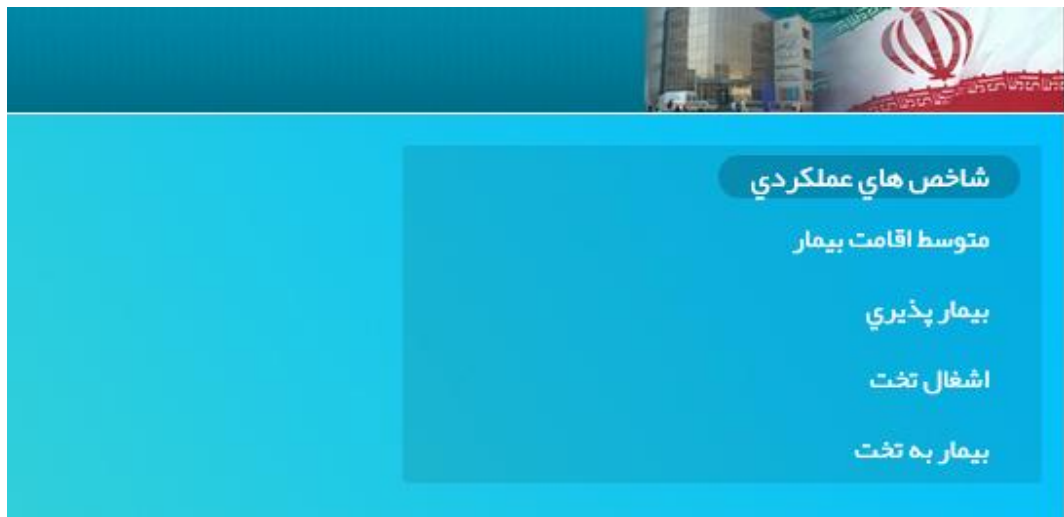 شاخص هاي عملكردي
متوسط اقامت بيمار
بيمار پذيري
اشغال تخت
بيمار به تخت